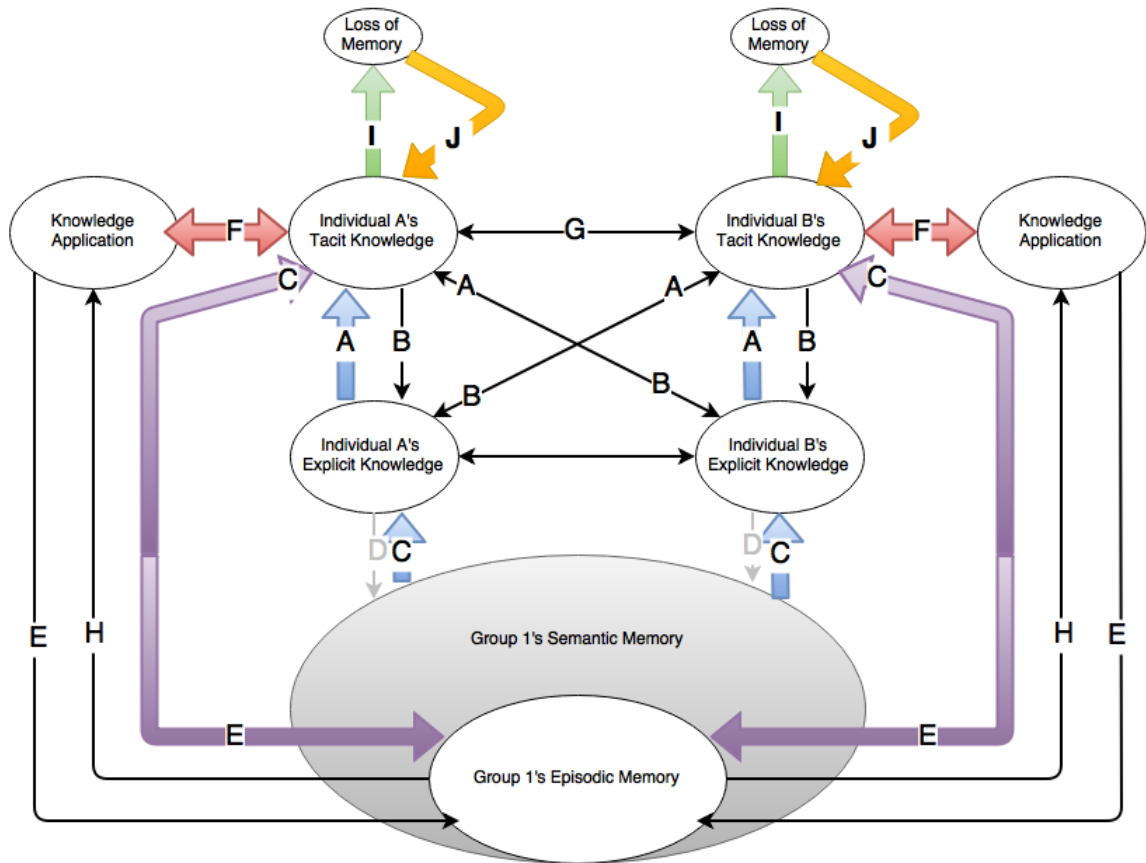 Loss of
Memory
Loss of
Memory
I
J
I
J
Knowledge
Application
F
Individual A's
Tacit Knowledge
G
Individual B's
Tacit Knowledge
F
Knowledge
Application
C
A
A
C
A
B
A
B
B
B
Individual A's
Explicit Knowledge
Individual B's
Explicit Knowledge
D
C
D
C
E
H
Group 1's Semantic Memory
H
E
E
E
Group 1's Episodic Memory